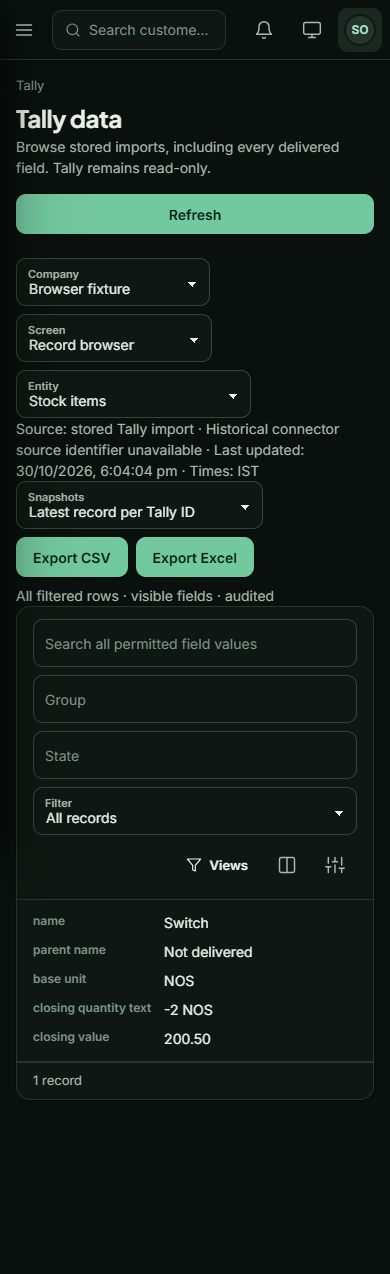 Search custome...
SO
Tally
Tally data
Browse stored imports, including every delivered
field. Tally remains read-only.
Refresh
Company
Browser fixture
Screen
Record browser
Entity
Stock items
Source: stored Tally import · Historical connector
source identifier unavailable · Last updated:
30/10/2026, 6:04:04 pm · Times: IST
Snapshots
Latest record per Tally ID
Export CSV Export Excel
All filtered rows · visible fields · audited
Search all permitted field values
Group
State
Filter
All records
Views
name Switch
parent name Not delivered
base unit NOS
closing quantity text -2 NOS
closing value 200.50
1 record